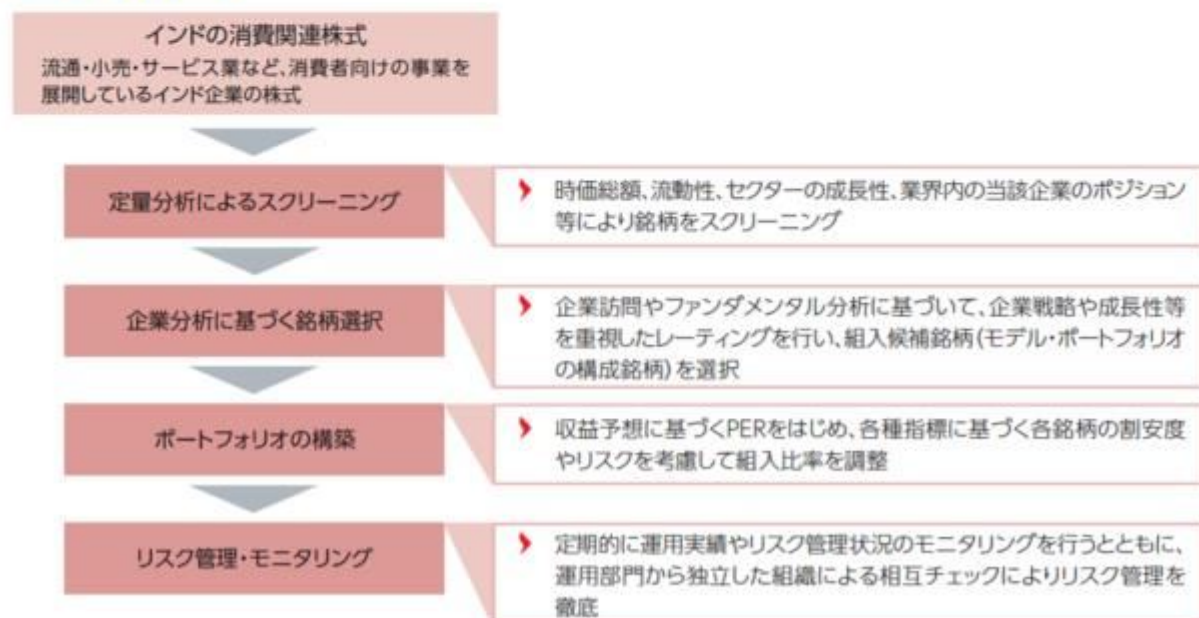 インドの消費関連株式
流通・小売・サービス業など、消費者向けの事業を
展開しているインド企業の株式
定量分析によるスクリーニング
時価総額、流動性、セクターの成長性、業界内の当該企業のポジション
等により銘柄をスクリーニング
企業分析に基づく銘柄選択
企業訪問やファンダメンタル分析に基づいて、企業戦略や成長性等
を重視したレーティングを行い、組入候補銘柄(モデル・ポートフォリオ
の構成銘柄)を選択
ポートフォリオの構築
収益予想に基づくPERをはじめ、各種指標に基づく各銘柄の割安度
やリスクを考慮して組入比率を調整
リスク管理・モニタリング
定期的に運用実績やリスク管理状況のモニタリングを行うとともに、
運用部門から独立した組織による相互チェックによりリスク管理を
徹底